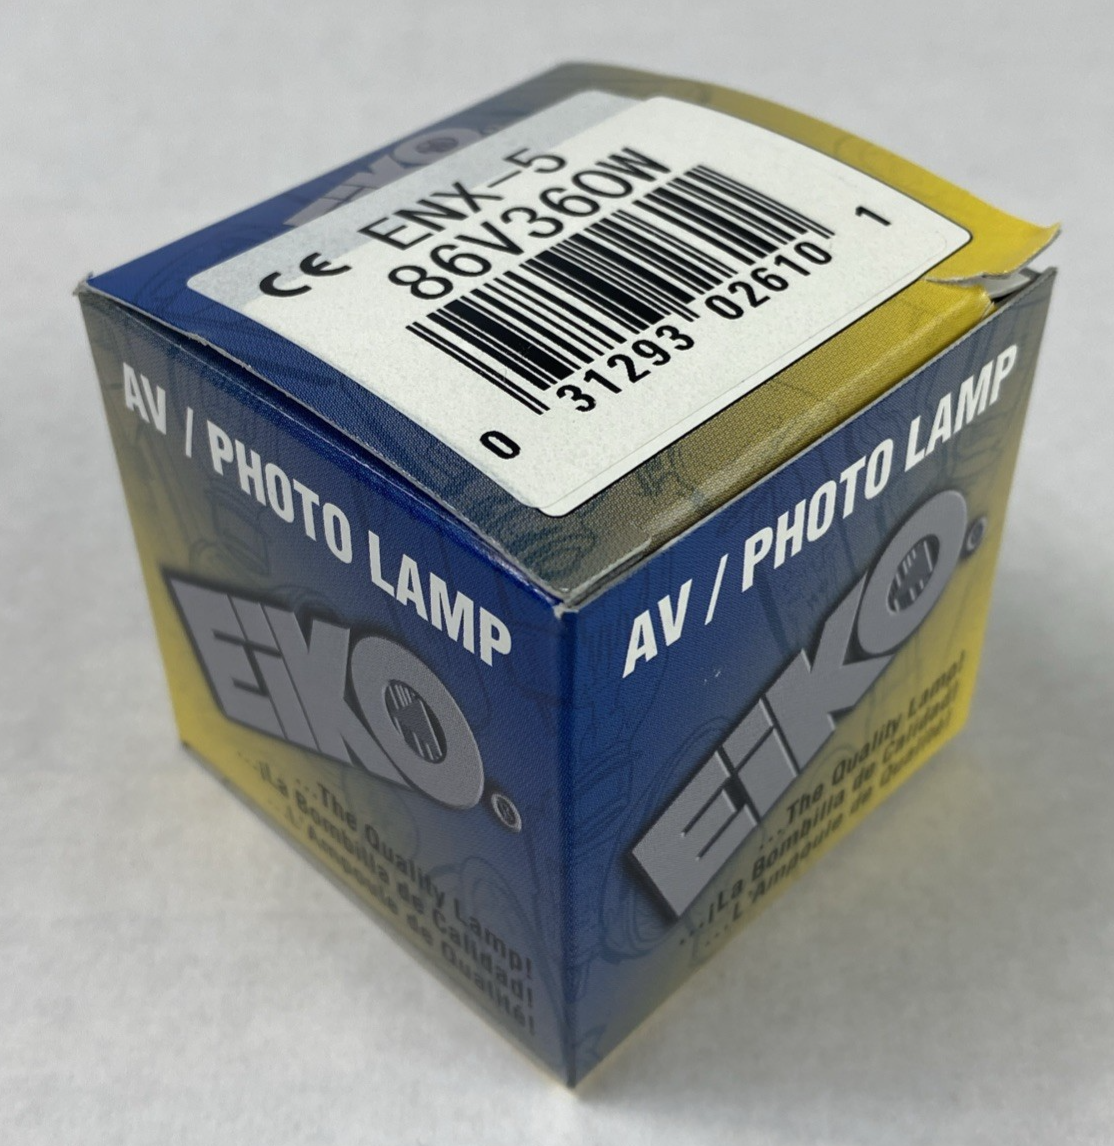 EiKO
CE ENX-5
86V360W
0 31293 02610 1
AV / PHOTO LAMP
EiKO®
...The Quality Lamp!
...¡La Bombilla de Calidad!
...L'Ampoule de Qualité!
AV / PHOTO LAMP
EiKO®
...The Quality Lamp!
...¡La Bombilla de Calidad!
...L'Ampoule de Qualité!